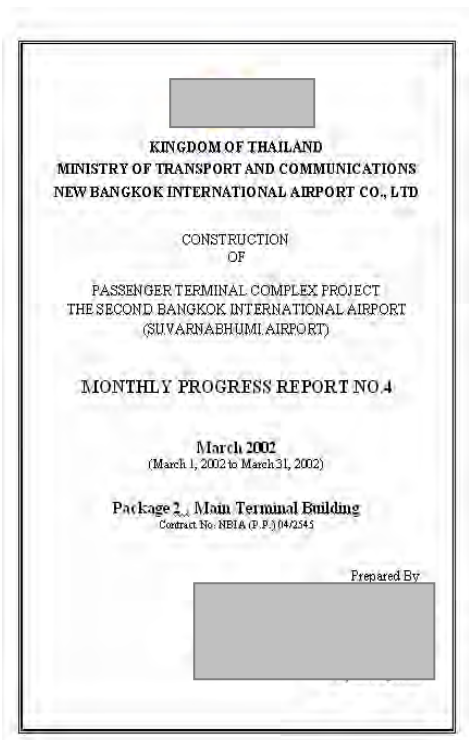 KINGDOM OF THAILAND
MINISTRY OF TRANSPORT AND COMMUNICATIONS
NEW BANGKOK INTERNATIONAL AIRPORT CO., LTD
CONSTRUCTION
OF
PASSENGER TERMINAL COMPLEX PROJECT
THE SECOND BANGKOK INTERNATIONAL AIRPORT
(SUVARNABHUMI AIRPORT)
MONTHLY PROGRESS REPORT NO.4
March 2002
(March 1, 2002 to March 31, 2002)
Package 2, Main Terminal Building
Contract No. NBIA (P.P.) 04/2545
Prepared By